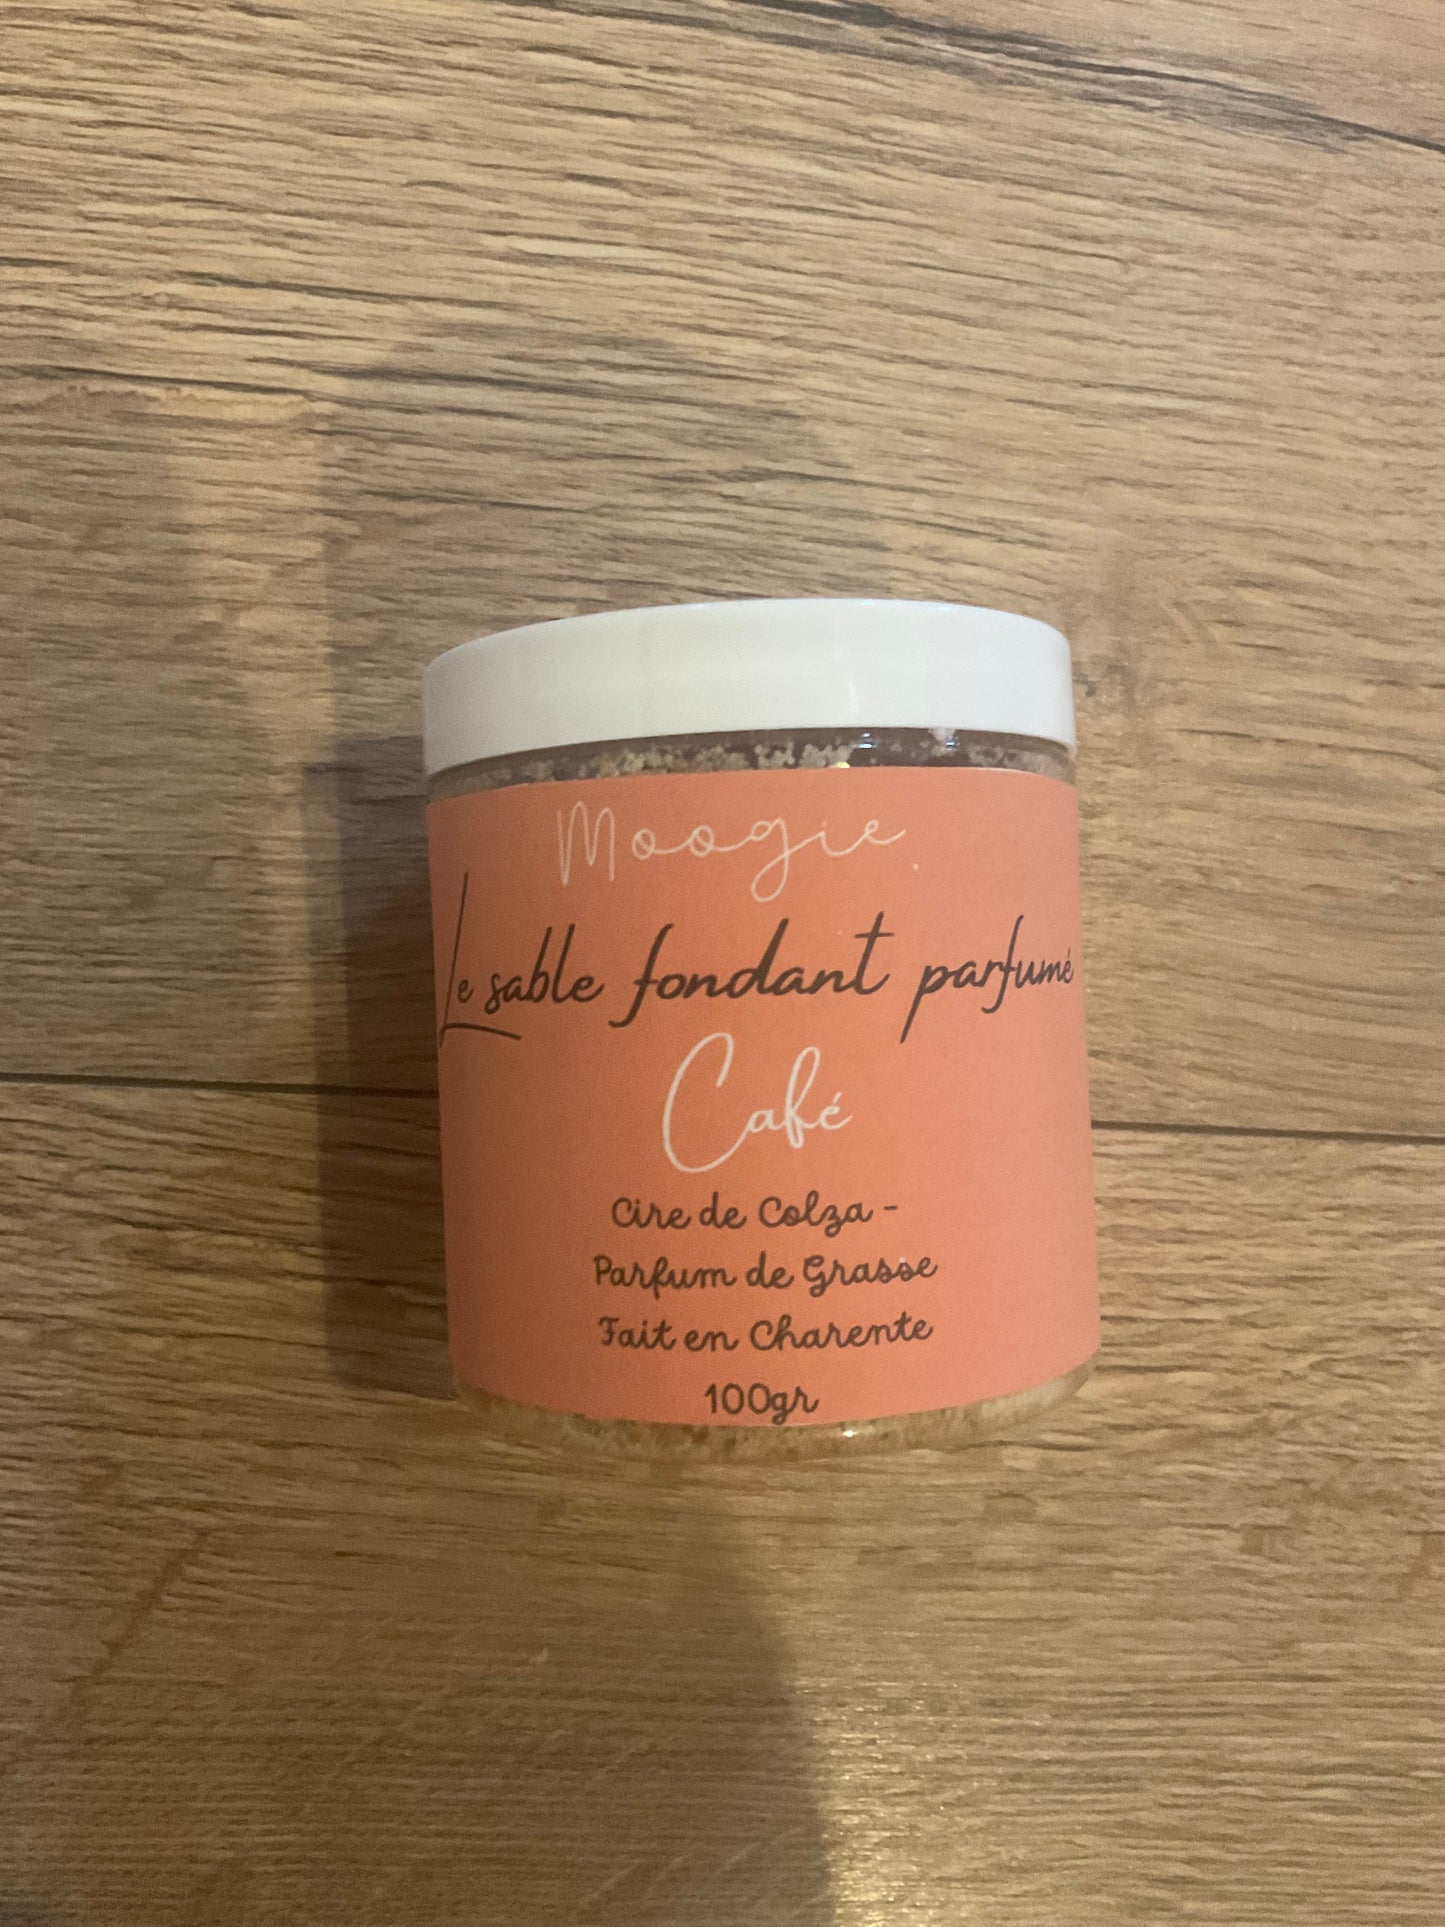 Moogie
Le sable fondant parfumé
Café
Cire de Colza -
Parfum de Grasse
Fait en Charente
100gr